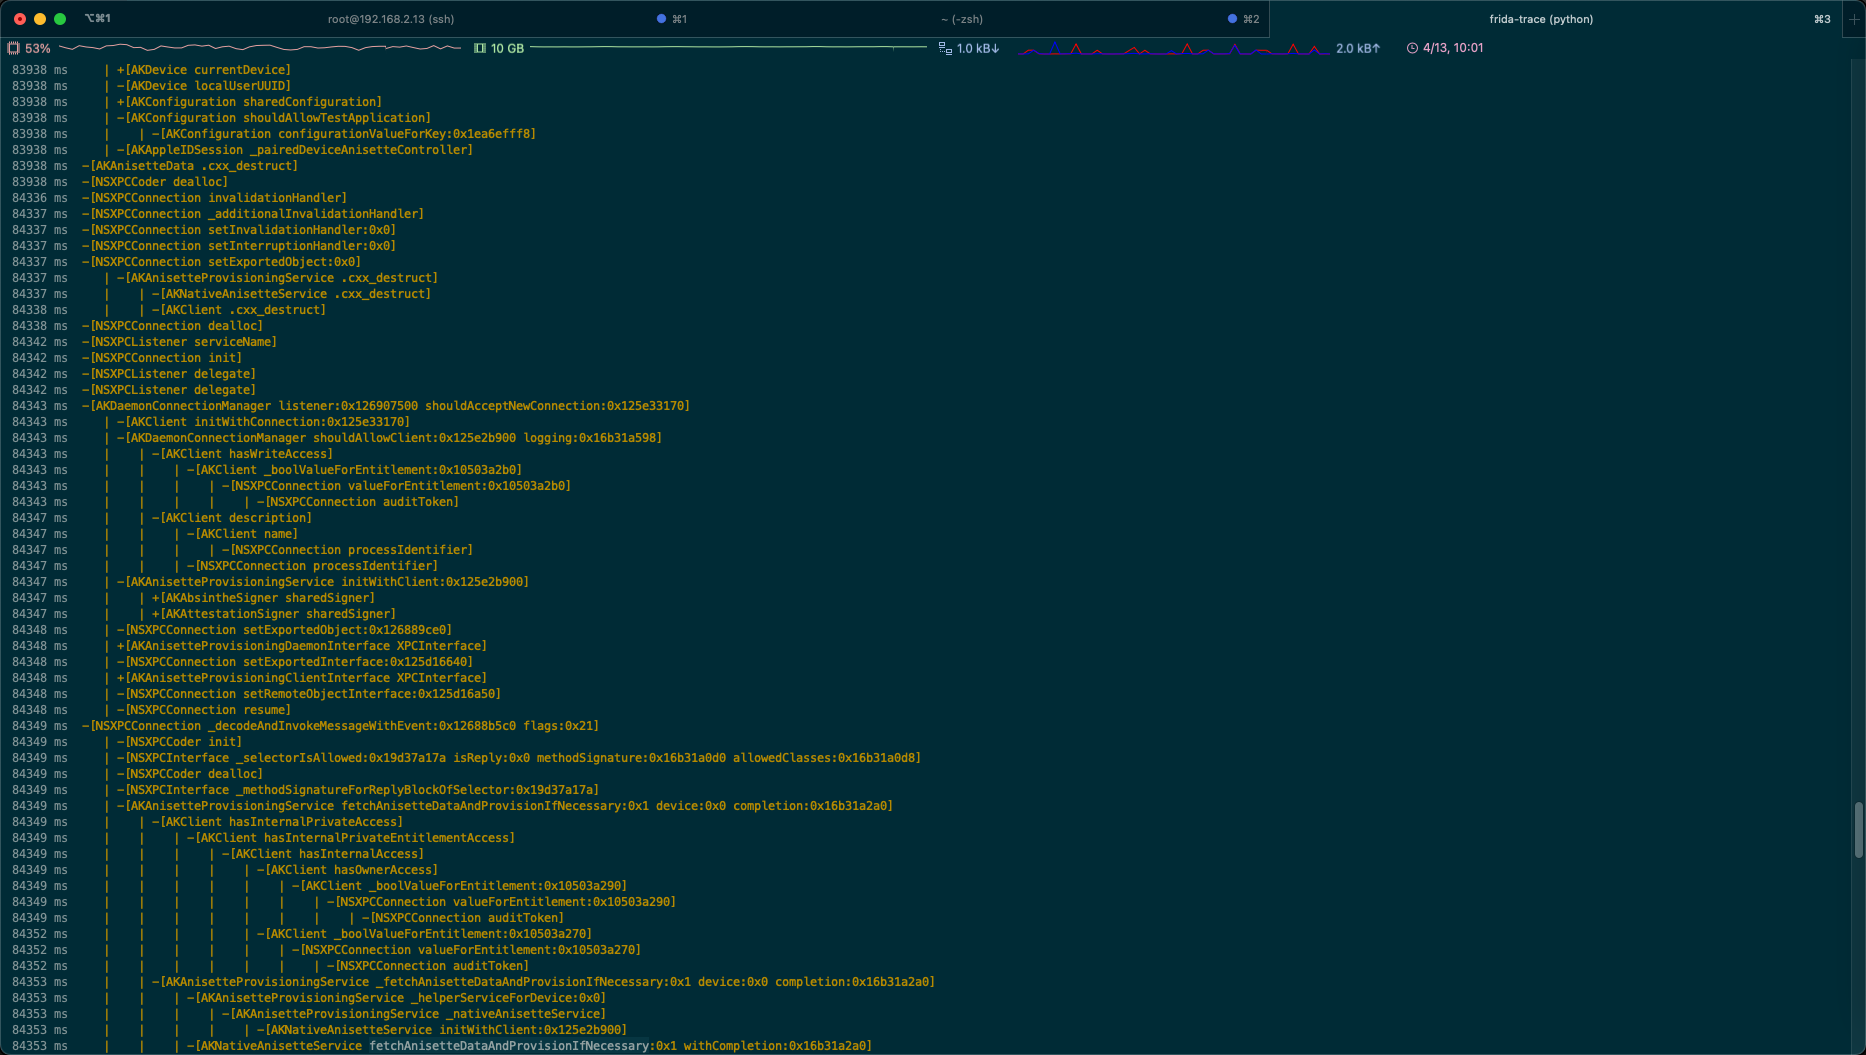 ⌥⌘1 root@192.168.2.13 (ssh) ⌘1 ~ (-zsh) ⌘2 frida-trace (python) ⌘3 +
53% 10 GB 1.0 kB↓ 2.0 kB↑ 4/13, 10:01
83938 ms | +[AKDevice currentDevice]
83938 ms | -[AKDevice localUserUUID]
83938 ms | +[AKConfiguration sharedConfiguration]
83938 ms | -[AKConfiguration shouldAllowTestApplication]
83938 ms | | -[AKConfiguration configurationValueForKey:0x1ea6efff8]
83938 ms | -[AKAppleIDSession _pairedDeviceAnisetteController]
83938 ms -[AKAnisetteData .cxx_destruct]
83938 ms -[NSXPCCoder dealloc]
84336 ms -[NSXPCConnection invalidationHandler]
84337 ms -[NSXPCConnection _additionalInvalidationHandler]
84337 ms -[NSXPCConnection setInvalidationHandler:0x0]
84337 ms -[NSXPCConnection setInterruptionHandler:0x0]
84337 ms -[NSXPCConnection setExportedObject:0x0]
84337 ms | -[AKAnisetteProvisioningService .cxx_destruct]
84337 ms | | -[AKNativeAnisetteService .cxx_destruct]
84338 ms | | -[AKClient .cxx_destruct]
84338 ms -[NSXPCConnection dealloc]
84342 ms -[NSXPCListener serviceName]
84342 ms -[NSXPCConnection init]
84342 ms -[NSXPCListener delegate]
84342 ms -[NSXPCListener delegate]
84343 ms -[AKDaemonConnectionManager listener:0x126907500 shouldAcceptNewConnection:0x125e33170]
84343 ms | -[AKClient initWithConnection:0x125e33170]
84343 ms | -[AKDaemonConnectionManager shouldAllowClient:0x125e2b900 logging:0x16b31a598]
84343 ms | | -[AKClient hasWriteAccess]
84343 ms | | | -[AKClient _boolValueForEntitlement:0x10503a2b0]
84343 ms | | | | -[NSXPCConnection valueForEntitlement:0x10503a2b0]
84343 ms | | | | | -[NSXPCConnection auditToken]
84347 ms | | -[AKClient description]
84347 ms | | | -[AKClient name]
84347 ms | | | | -[NSXPCConnection processIdentifier]
84347 ms | | | -[NSXPCConnection processIdentifier]
84347 ms | -[AKAnisetteProvisioningService initWithClient:0x125e2b900]
84347 ms | | +[AKAbsintheSigner sharedSigner]
84347 ms | | +[AKAttestationSigner sharedSigner]
84348 ms | -[NSXPCConnection setExportedObject:0x126889ce0]
84348 ms | +[AKAnisetteProvisioningDaemonInterface XPCInterface]
84348 ms | -[NSXPCConnection setExportedInterface:0x125d16640]
84348 ms | +[AKAnisetteProvisioningClientInterface XPCInterface]
84348 ms | -[NSXPCConnection setRemoteObjectInterface:0x125d16a50]
84348 ms | -[NSXPCConnection resume]
84349 ms -[NSXPCConnection _decodeAndInvokeMessageWithEvent:0x12688b5c0 flags:0x21]
84349 ms | -[NSXPCCoder init]
84349 ms | -[NSXPCInterface _selectorIsAllowed:0x19d37a17a isReply:0x0 methodSignature:0x16b31a0d0 allowedClasses:0x16b31a0d8]
84349 ms | -[NSXPCCoder dealloc]
84349 ms | -[NSXPCInterface _methodSignatureForReplyBlockOfSelector:0x19d37a17a]
84349 ms | -[AKAnisetteProvisioningService fetchAnisetteDataAndProvisionIfNecessary:0x1 device:0x0 completion:0x16b31a2a0]
84349 ms | | -[AKClient hasInternalPrivateAccess]
84349 ms | | | -[AKClient hasInternalPrivateEntitlementAccess]
84349 ms | | | | -[AKClient hasInternalAccess]
84349 ms | | | | | -[AKClient hasOwnerAccess]
84349 ms | | | | | | -[AKClient _boolValueForEntitlement:0x10503a290]
84349 ms | | | | | | | -[NSXPCConnection valueForEntitlement:0x10503a290]
84349 ms | | | | | | | | -[NSXPCConnection auditToken]
84352 ms | | | | | -[AKClient _boolValueForEntitlement:0x10503a270]
84352 ms | | | | | | -[NSXPCConnection valueForEntitlement:0x10503a270]
84352 ms | | | | | | | -[NSXPCConnection auditToken]
84353 ms | | -[AKAnisetteProvisioningService _fetchAnisetteDataAndProvisionIfNecessary:0x1 device:0x0 completion:0x16b31a2a0]
84353 ms | | | -[AKAnisetteProvisioningService _helperServiceForDevice:0x0]
84353 ms | | | | -[AKAnisetteProvisioningService _nativeAnisetteService]
84353 ms | | | | | -[AKNativeAnisetteService initWithClient:0x125e2b900]
84353 ms | | | -[AKNativeAnisetteService fetchAnisetteDataAndProvisionIfNecessary:0x1 withCompletion:0x16b31a2a0]